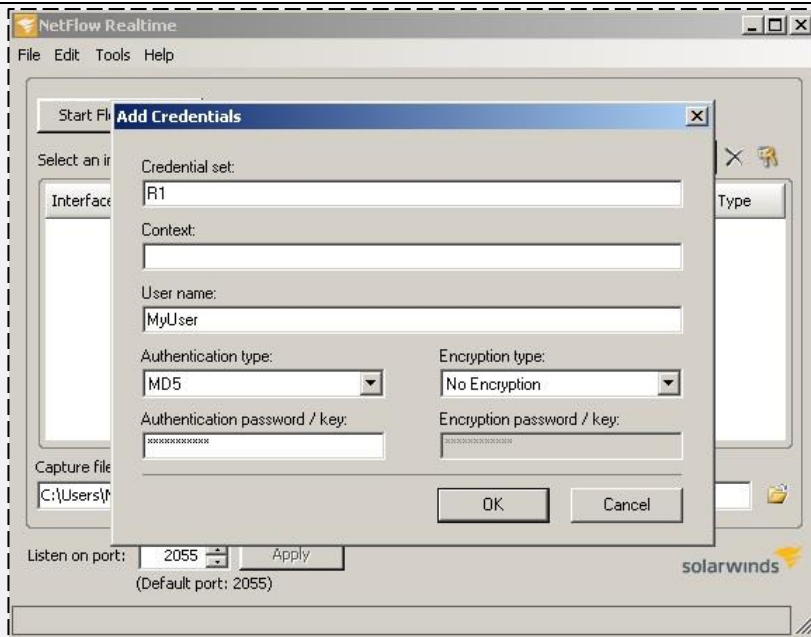 NetFlow Realtime
File Edit Tools Help
Start Fl
Add Credentials
Select an in
Credential set:
R1
Interface
Type
Context:
User name:
MyUser
Authentication type:
Encryption type:
MD5
No Encryption
Authentication password / key:
Encryption password / key:
***********
************
Capture file
C:\Users\
OK
Cancel
Listen on port:
2055
Apply
(Default port: 2055)
solarwinds